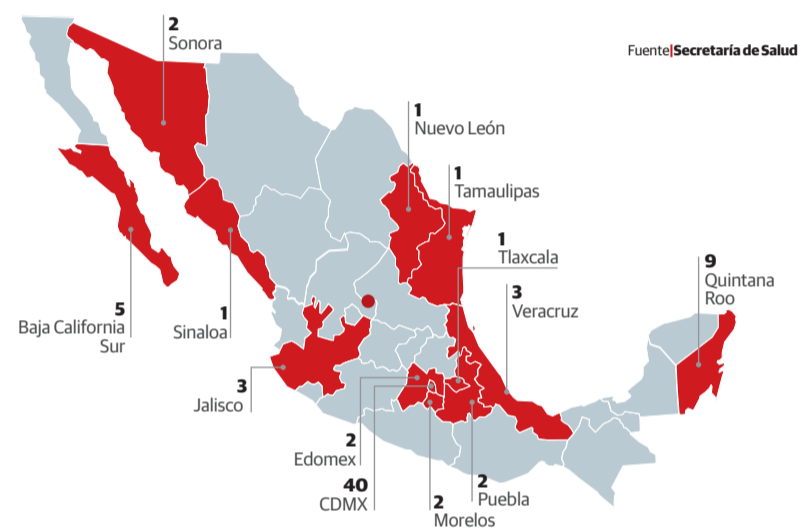 2
Sonora
Fuente|Secretaría de Salud
1
Nuevo León
1
Tamaulipas
1
Tlaxcala
9
Quintana
Roo
3
Veracruz
5
Baja California
Sur
1
Sinaloa
3
Jalisco
2
Edomex
40
CDMX
2
Morelos
2
Puebla